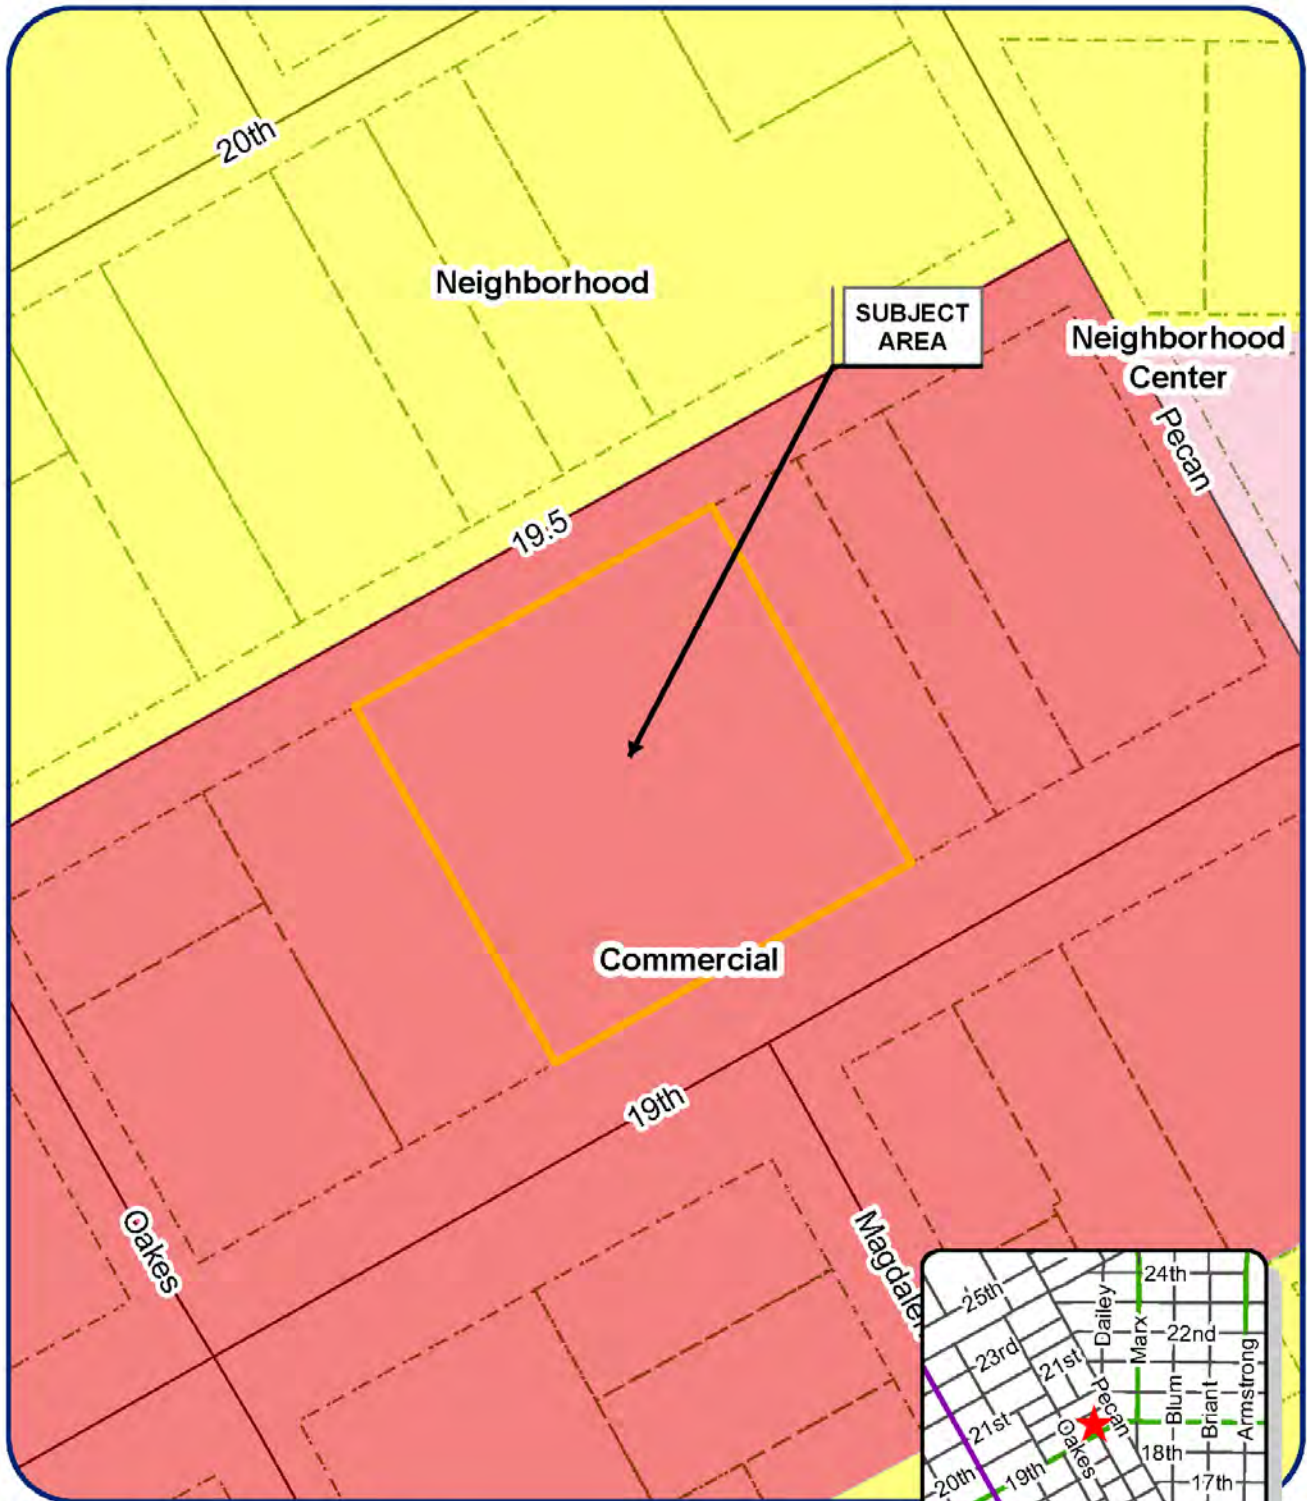 20th
Neighborhood
SUBJECT
AREA
Neighborhood
Center
Pecan
19.5
Commercial
19th
Oakes
25th
24th
Dailey
Marx
22nd
23rd
21st
Armstrong
Pecan
Blum
Briant
21st
Oakes
18th
20th
19th
17th